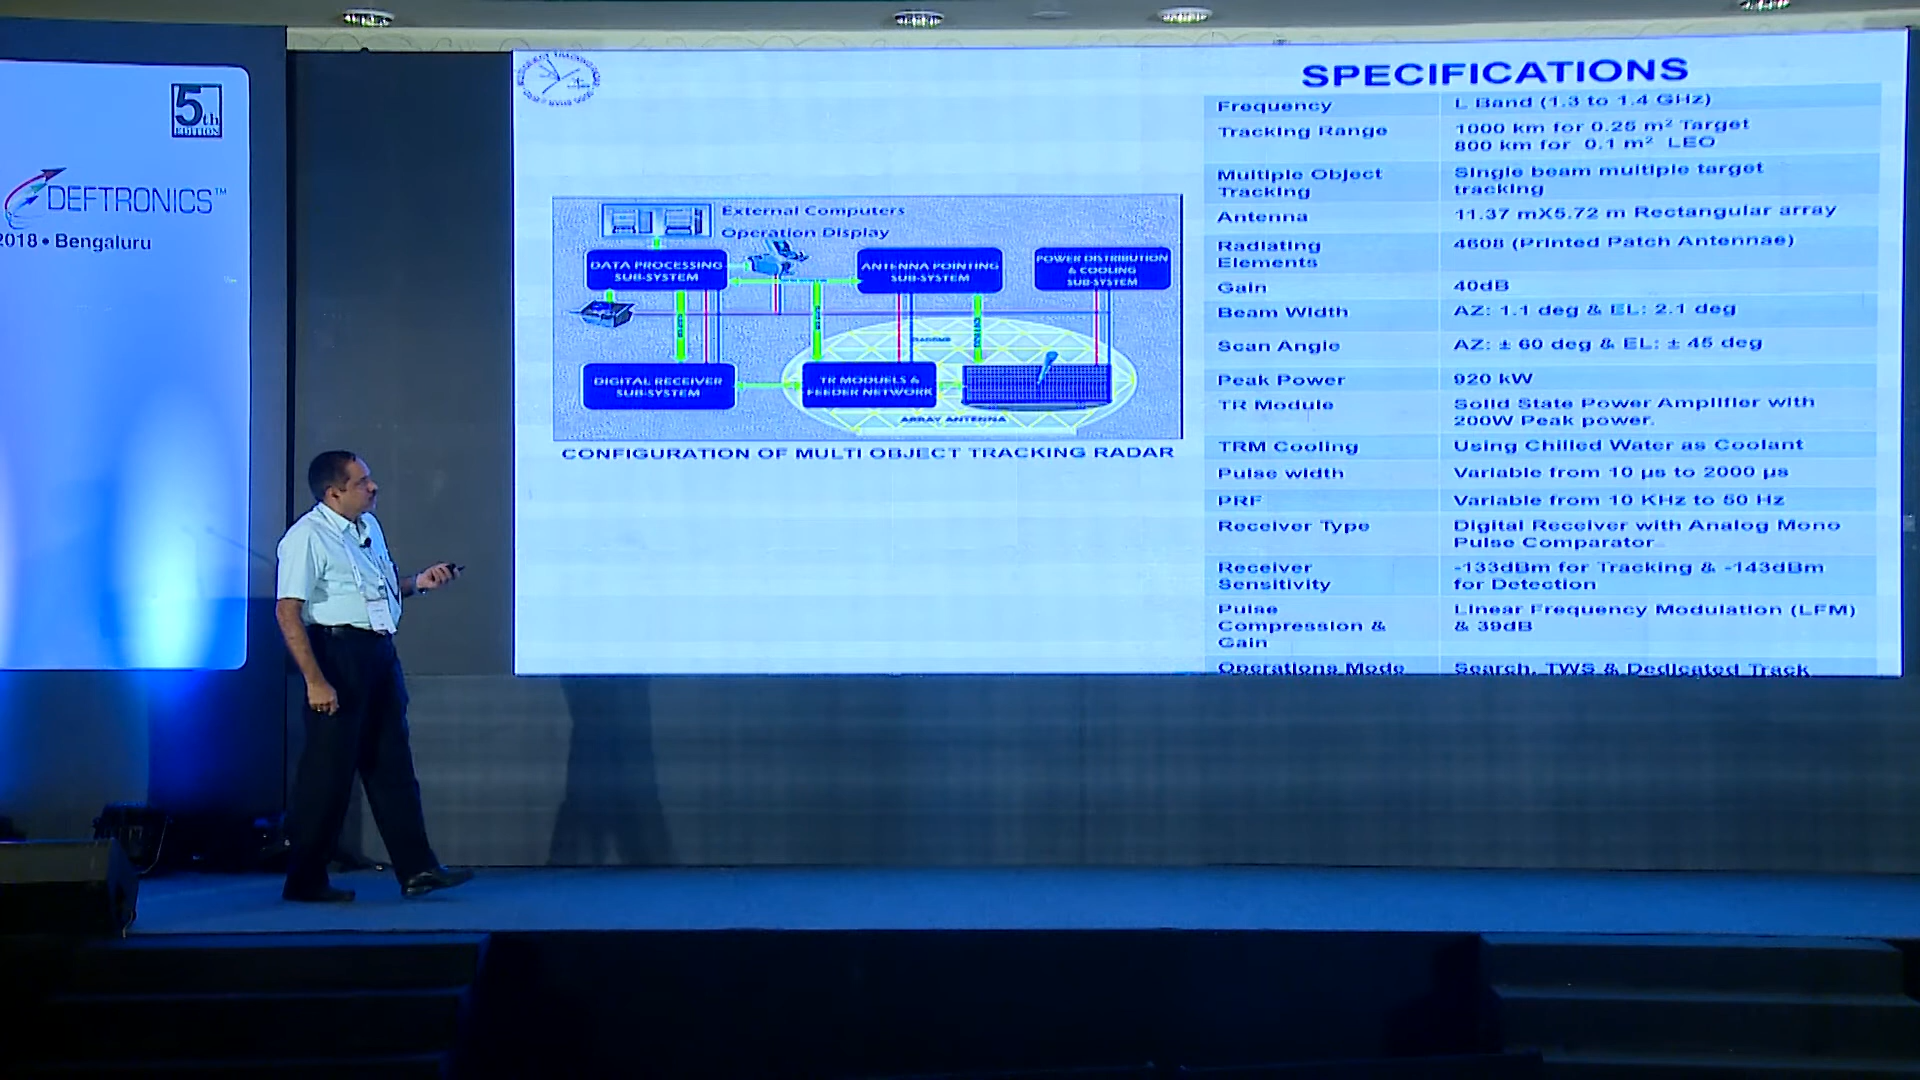 5th
EDITION
DEFTRONICS™
2018 • Bengaluru
External Computers
Operation Display
DATA PROCESSING
SUB-SYSTEM
ANTENNA POINTING
SUB-SYSTEM
POWER DISTRIBUTION
& COOLING
SUB-SYSTEM
DIGITAL RECEIVER
SUB-SYSTEM
TR MODUELS &
FEEDER NETWORK
ARRAY ANTENNA
CONFIGURATION OF MULTI OBJECT TRACKING RADAR
SPECIFICATIONS
Frequency L Band (1.3 to 1.4 GHz)
Tracking Range 1000 km for 0.25 m² Target
800 km for 0.1 m² LEO
Multiple Object Single beam multiple target
Tracking tracking
Antenna 11.37 mX5.72 m Rectangular array
Radiating 4608 (Printed Patch Antennae)
Elements
Gain 40dB
Beam Width AZ: 1.1 deg & EL: 2.1 deg
Scan Angle AZ: ± 60 deg & EL: ± 45 deg
Peak Power 920 kW
TR Module Solid State Power Amplifier with
200W Peak power.
TRM Cooling Using Chilled Water as Coolant
Pulse width Variable from 10 µs to 2000 µs
PRF Variable from 10 KHz to 50 Hz
Receiver Type Digital Receiver with Analog Mono
Pulse Comparator
Receiver -133dBm for Tracking & -143dBm
Sensitivity for Detection
Pulse Linear Frequency Modulation (LFM)
Compression & & 39dB
Gain
Operations Mode Search, TWS & Dedicated Track